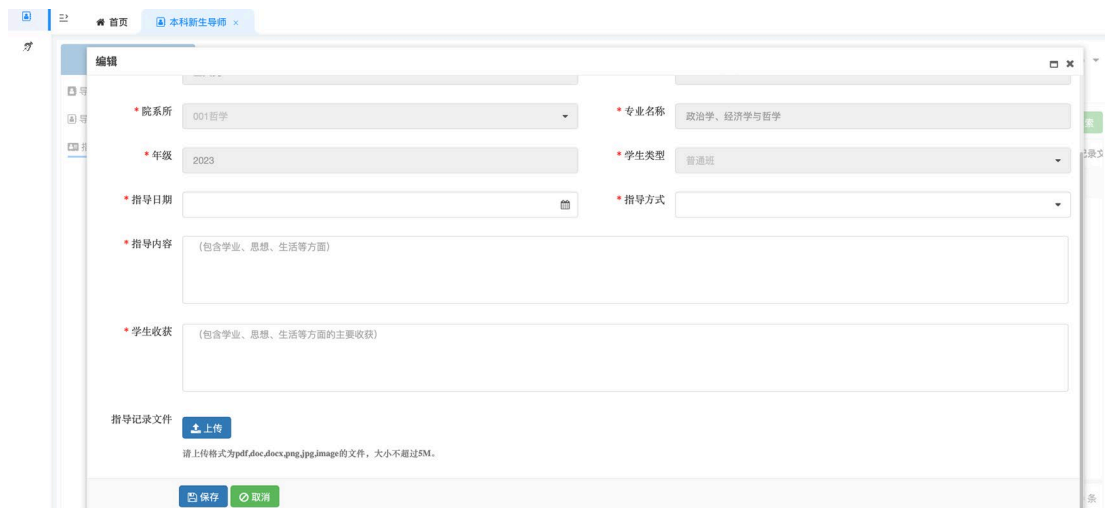 首页
本科新生导师 ×
编辑
* 院系所 001哲学
* 专业名称 政治学、经济学与哲学
* 年级 2023
* 学生类型 普通班
* 指导日期
* 指导方式
* 指导内容 （包含学业、思想、生活等方面）
* 学生收获 （包含学业、思想、生活等方面的主要收获）
指导记录文件 上传
请上传格式为pdf,doc,docx,png,jpg,image的文件，大小不超过5M。
保存 取消
条